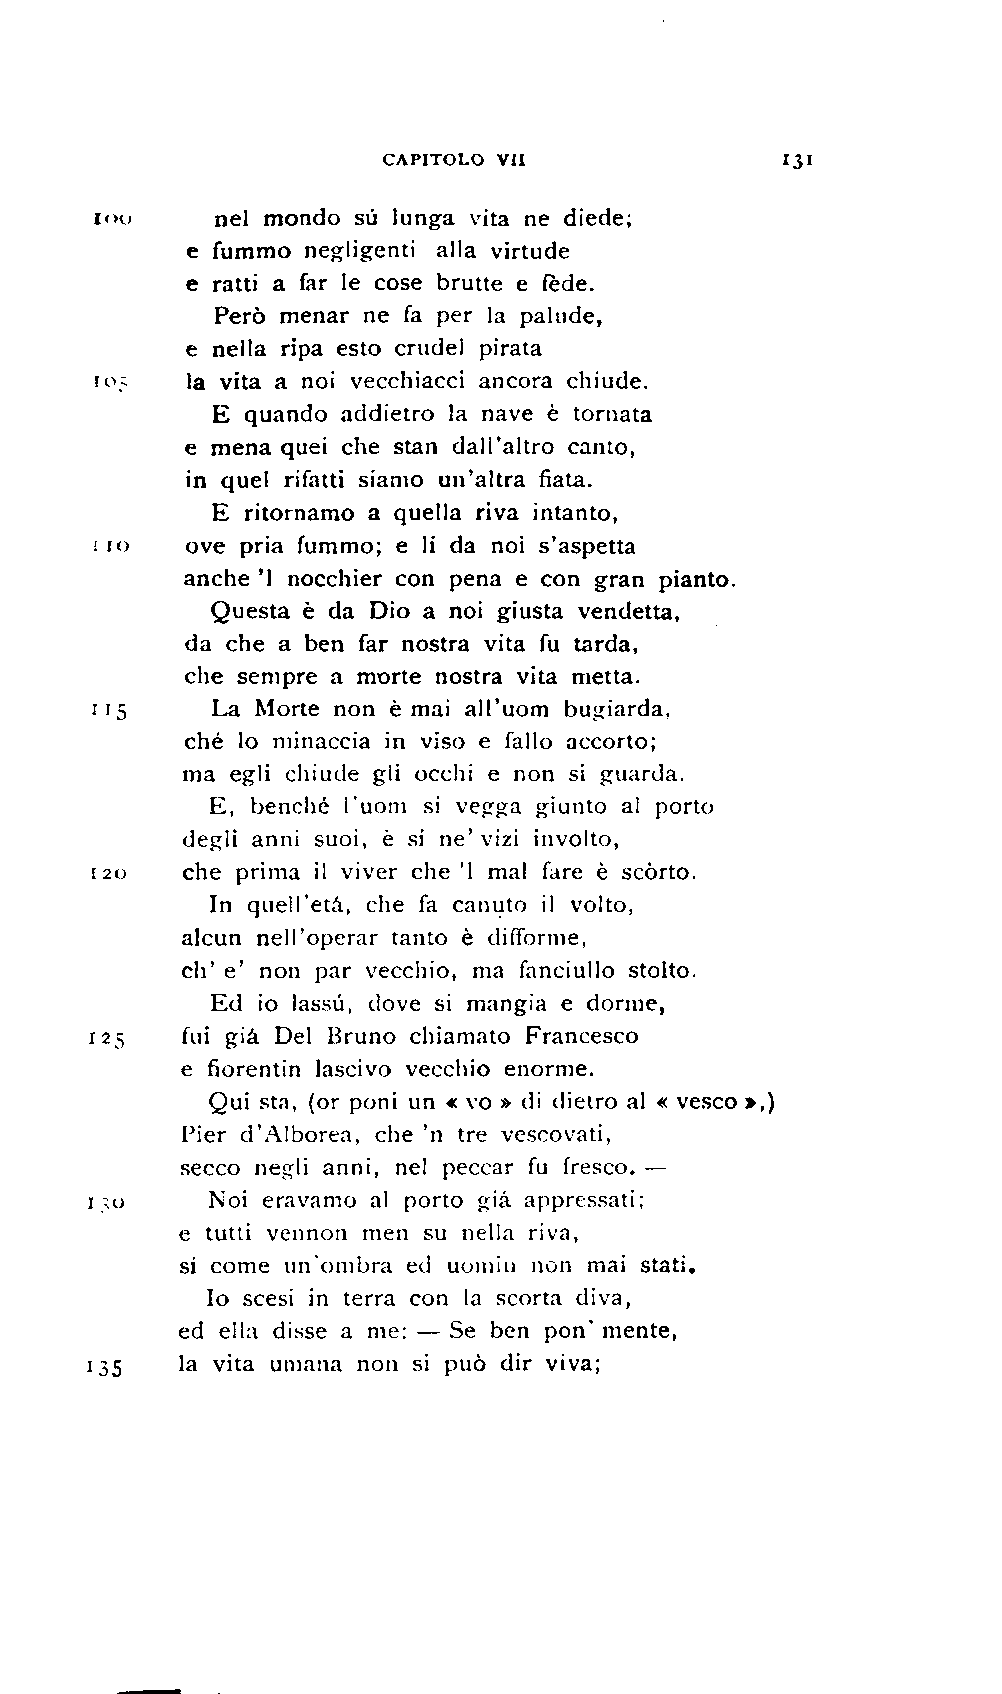 CAPITOLO VII 131
100 nel mondo sú lunga vita ne diede;
e fummo negligenti alla virtude
e ratti a far le cose brutte e fède.
Però menar ne fa per la palude,
e nella ripa esto crudel pirata
105 la vita a noi vecchiacci ancora chiude.
E quando addietro la nave è tornata
e mena quei che stan dall'altro canto,
in quel rifatti siamo un'altra fiata.
E ritornamo a quella riva intanto,
110 ove pria fummo; e lí da noi s'aspetta
anche 'l nocchier con pena e con gran pianto.
Questa è da Dio a noi giusta vendetta,
da che a ben far nostra vita fu tarda,
che sempre a morte nostra vita metta.
115 La Morte non è mai all'uom bugiarda,
ché lo minaccia in viso e fallo accorto;
ma egli chiude gli occhi e non si guarda.
E, benché l'uom si vegga giunto al porto
degli anni suoi, è sí ne' vizi involto,
120 che prima il viver che 'l mal fare è scòrto.
In quell'etá, che fa canuto il volto,
alcun nell'operar tanto è difforme,
ch' e' non par vecchio, ma fanciullo stolto.
Ed io lassú, dove si mangia e dorme,
125 fui giá Del Bruno chiamato Francesco
e fiorentin lascivo vecchio enorme.
Qui sta, (or poni un « vo » di dietro al « vesco »,)
Pier d'Alborea, che 'n tre vescovati,
secco negli anni, nel peccar fu fresco. —
130 Noi eravamo al porto giá appressati;
e tutti vennon men su nella riva,
sí come un'ombra ed uomin non mai stati.
Io scesi in terra con la scorta diva,
ed ella disse a me: — Se ben pon' mente,
135 la vita umana non si può dir viva;